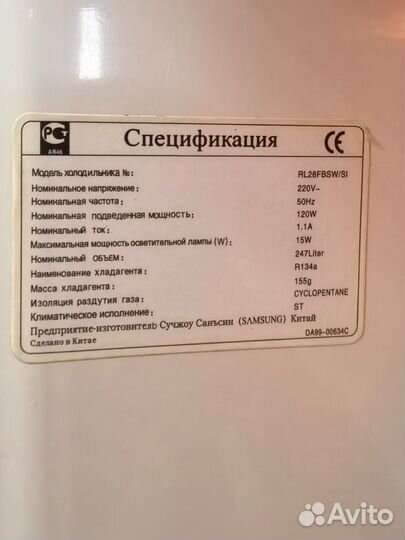 РСТ
АЯ46
Спецификация
CE
Модель холодильника №: RL28FBSW/SI
Номинальное напряжение: 220V~
Номинальная частота: 50Hz
Номинальная подведенная мощность: 120W
Номинальный ток: 1.1A
Максимальная мощность осветительной лампы (W): 15W
Номинальный ОБЪЕМ: 247Liter
Наименование хладагента: R134a
Масса хладагента: 155g
Изоляция раздутия газа: CYCLOPENTANE
Климатическое исполнение: ST
Предприятие-изготовитель Сучжоу Санъсин (SAMSUNG) Китай
Сделано в Китае DA99-00634C
Avito